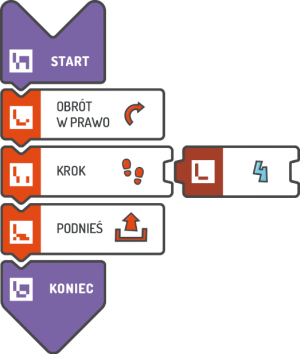 START
OBRÓT
W PRAWO
KROK
PODNIEŚ
KONIEC